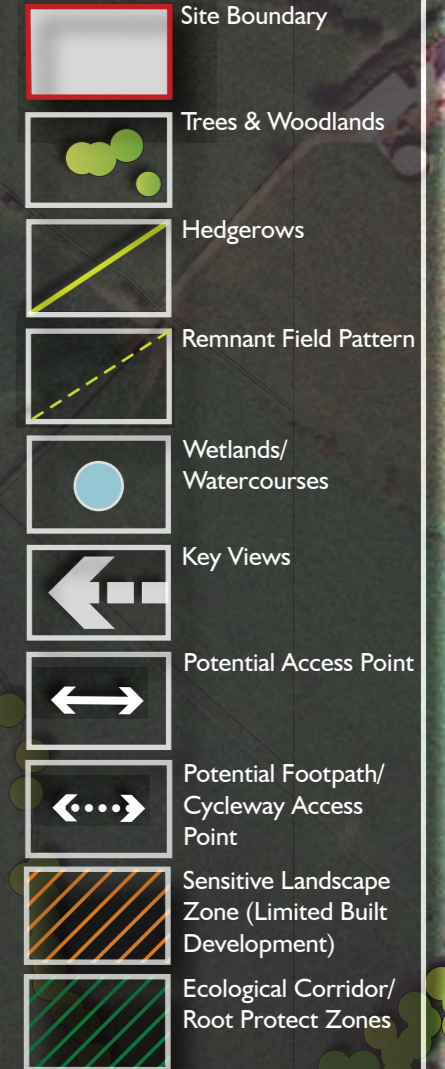 Site Boundary
Trees & Woodlands
Hedgerows
Remnant Field Pattern
Wetlands/
Watercourses
Key Views
Potential Access Point
Potential Footpath/
Cycleway Access
Point
Sensitive Landscape
Zone (Limited Built
Development)
Ecological Corridor/
Root Protect Zones